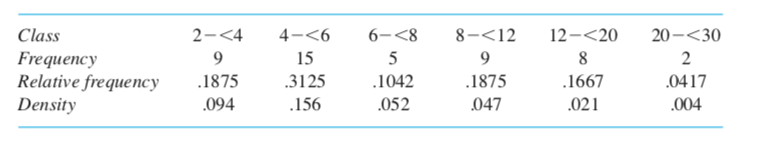 Class 2–<4 4–<6 6–<8 8–<12 12–<20 20–<30
Frequency 9 15 5 9 8 2
Relative frequency .1875 .3125 .1042 .1875 .1667 .0417
Density .094 .156 .052 .047 .021 .004